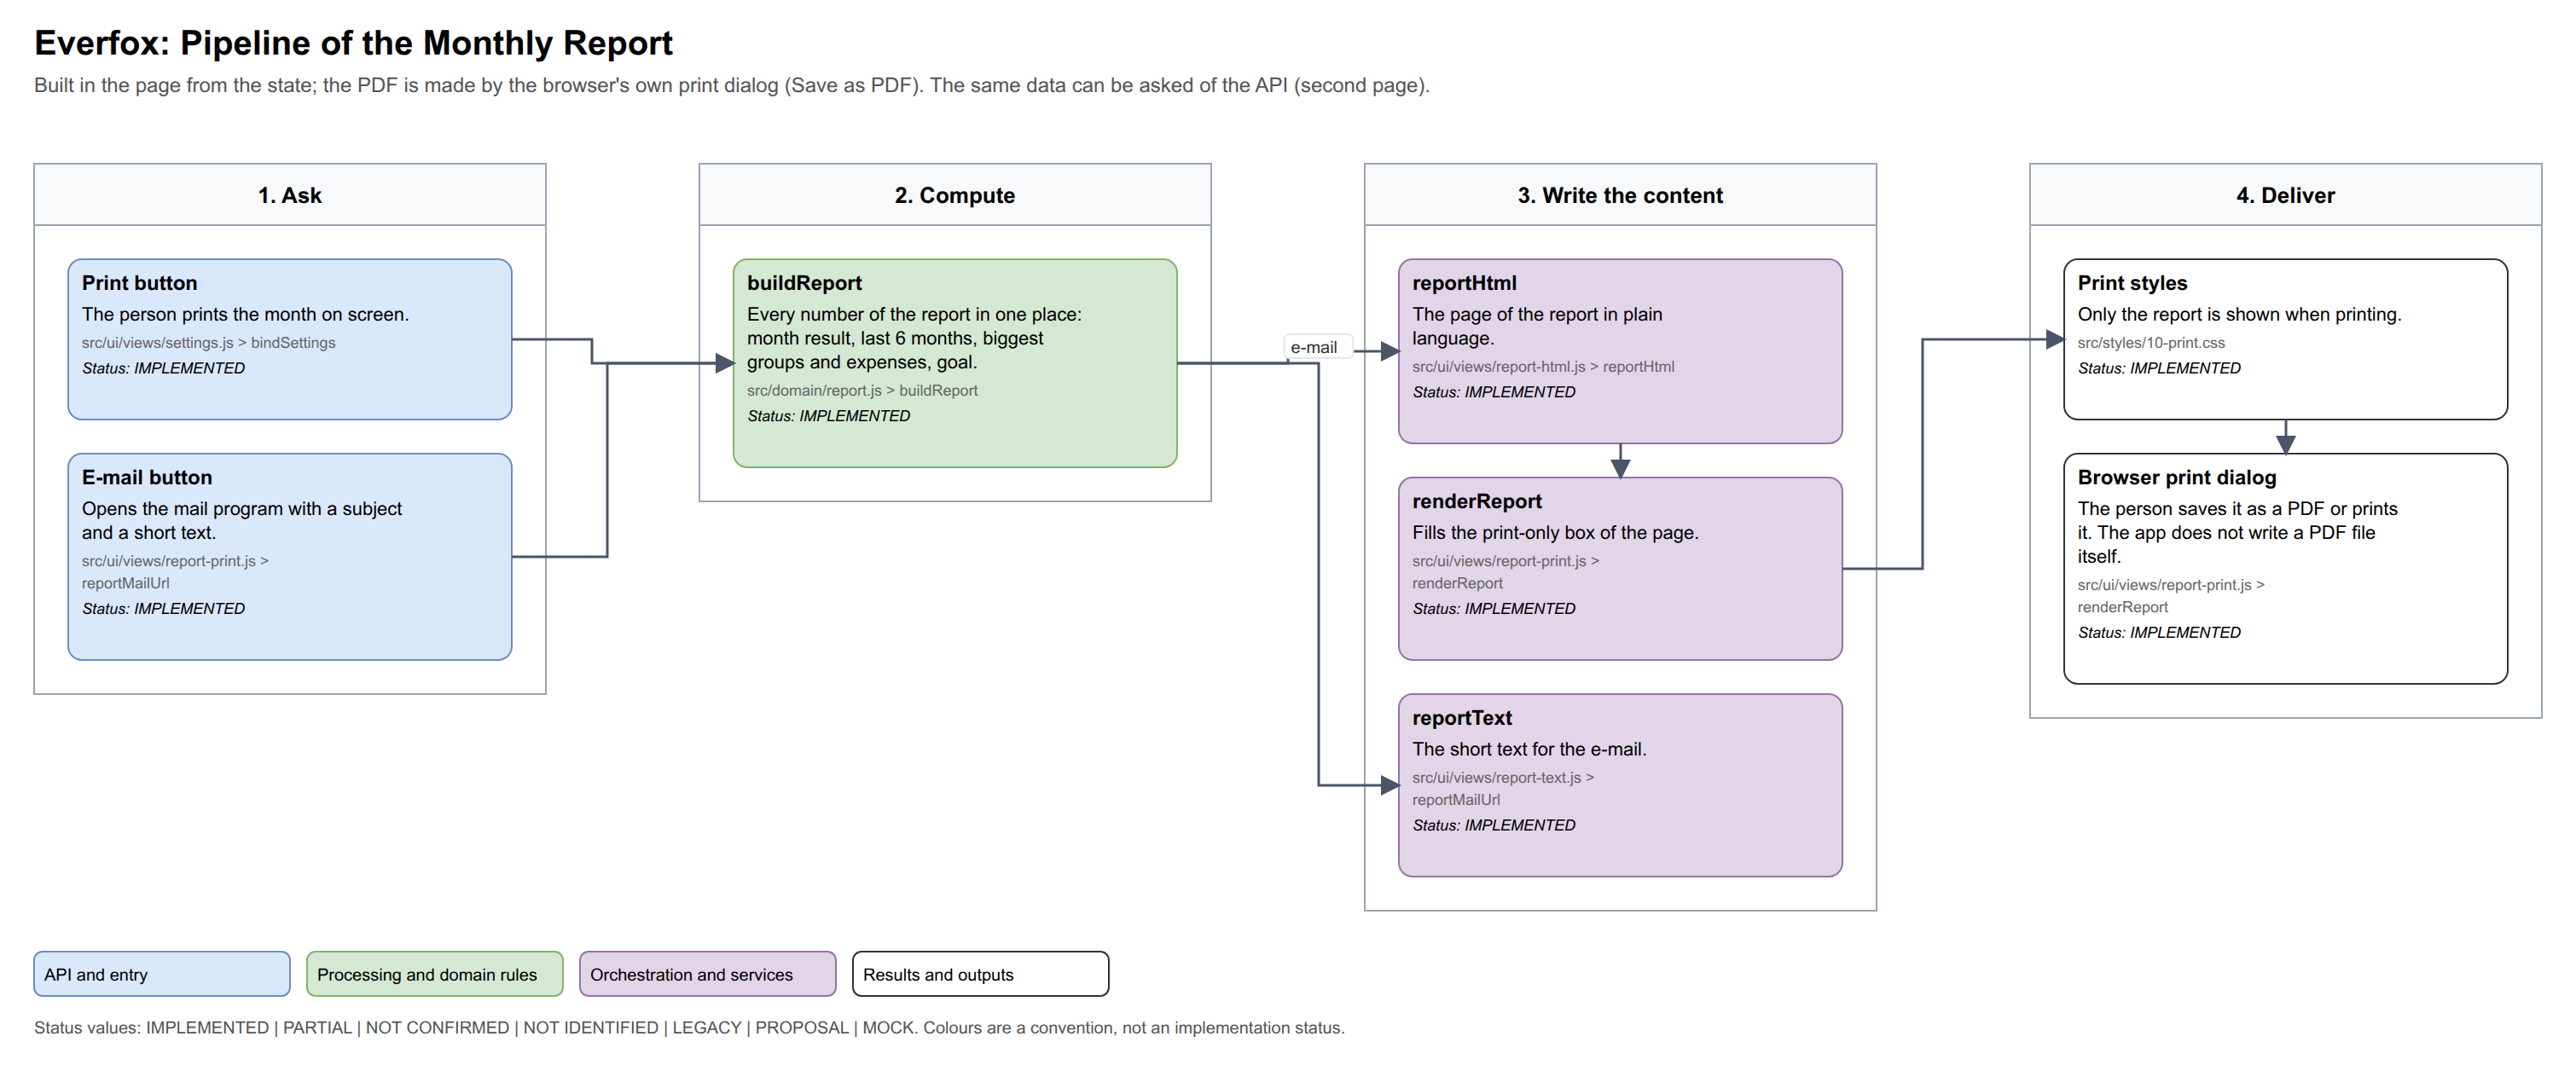 Everfox: Pipeline of the Monthly Report
Built in the page from the state; the PDF is made by the browser's own print dialog (Save as PDF). The same data can be asked of the API (second page).
1. Ask
Print button
The person prints the month on screen.
src/ui/views/settings.js > bindSettings
Status: IMPLEMENTED
E-mail button
Opens the mail program with a subject
and a short text.
src/ui/views/report-print.js >
reportMailUrl
Status: IMPLEMENTED
2. Compute
buildReport
Every number of the report in one place:
month result, last 6 months, biggest
groups and expenses, goal.
src/domain/report.js > buildReport
Status: IMPLEMENTED
e-mail
3. Write the content
reportHtml
The page of the report in plain
language.
src/ui/views/report-html.js > reportHtml
Status: IMPLEMENTED
renderReport
Fills the print-only box of the page.
src/ui/views/report-print.js >
renderReport
Status: IMPLEMENTED
reportText
The short text for the e-mail.
src/ui/views/report-text.js >
reportMailUrl
Status: IMPLEMENTED
4. Deliver
Print styles
Only the report is shown when printing.
src/styles/10-print.css
Status: IMPLEMENTED
Browser print dialog
The person saves it as a PDF or prints
it. The app does not write a PDF file
itself.
src/ui/views/report-print.js >
renderReport
Status: IMPLEMENTED
API and entry
Processing and domain rules
Orchestration and services
Results and outputs
Status values: IMPLEMENTED | PARTIAL | NOT CONFIRMED | NOT IDENTIFIED | LEGACY | PROPOSAL | MOCK. Colours are a convention, not an implementation status.